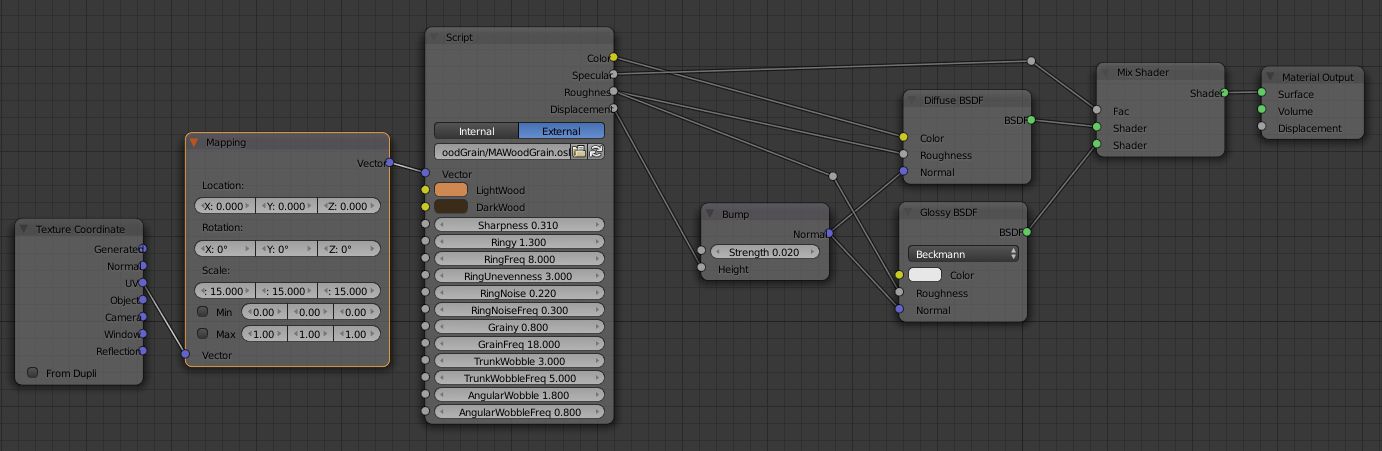 Texture Coordinate
Generated
Normal
UV
Object
Camera
Window
Reflection
From Dupli
Mapping
Vector
Location:
X: 0.000 Y: 0.000 Z: 0.000
Rotation:
X: 0° Y: 0° Z: 0°
Scale:
: 15.000 : 15.000 : 15.000
Min 0.00 0.00 0.00
Max 1.00 1.00 1.00
Vector
Script
Color
Specular
Roughness
Displacement
Internal External
oodGrain/MAWoodGrain.osl
Vector
LightWood
DarkWood
Sharpness 0.310
Ringy 1.300
RingFreq 8.000
RingUnevenness 3.000
RingNoise 0.220
RingNoiseFreq 0.300
Grainy 0.800
GrainFreq 18.000
TrunkWobble 3.000
TrunkWobbleFreq 5.000
AngularWobble 1.800
AngularWobbleFreq 0.800
Bump
Normal
Strength 0.020
Height
Diffuse BSDF
BSDF
Color
Roughness
Normal
Glossy BSDF
BSDF
Beckmann
Color
Roughness
Normal
Mix Shader
Shader
Fac
Shader
Shader
Material Output
Surface
Volume
Displacement